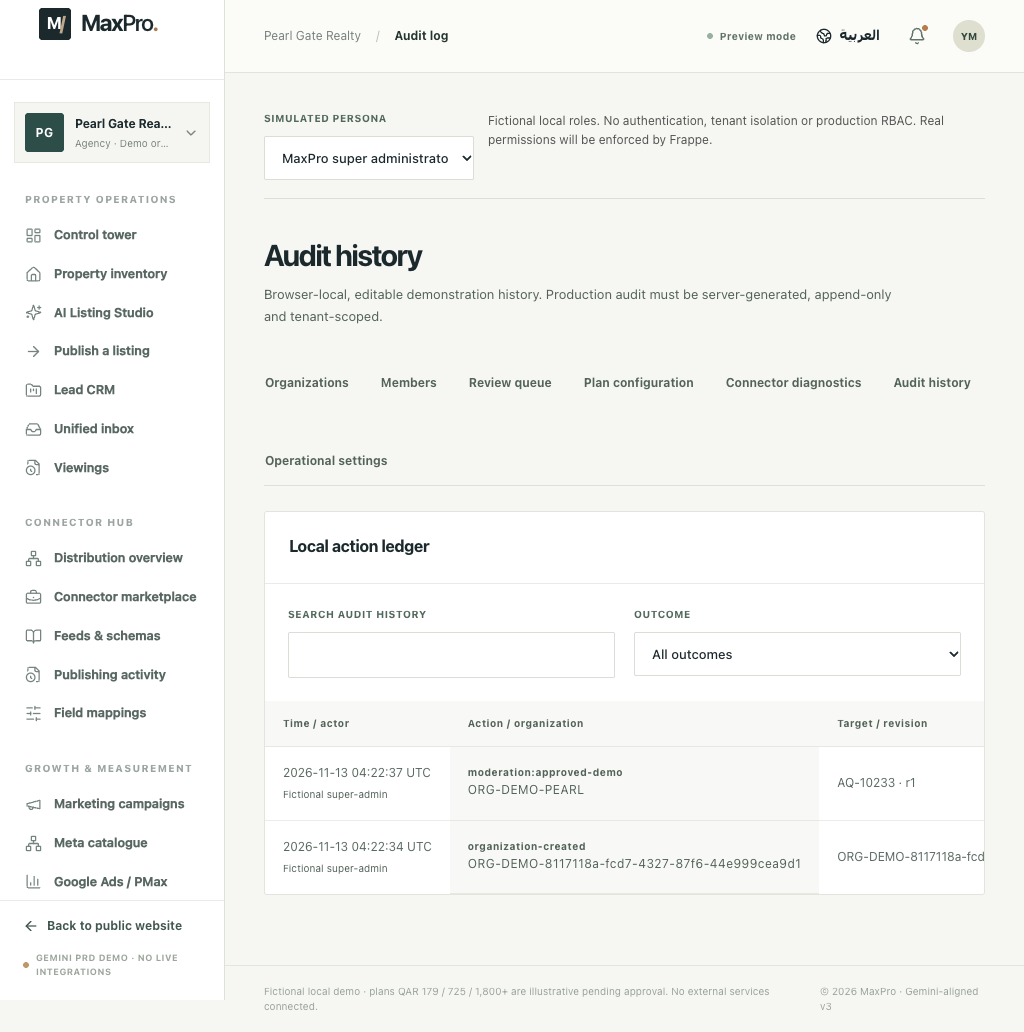 M/ MaxPro.
Pearl Gate Realty / Audit log
Preview mode
العربية
YM
PG
Pearl Gate Rea...
Agency · Demo or...
PROPERTY OPERATIONS
Control tower
Property inventory
AI Listing Studio
Publish a listing
Lead CRM
Unified inbox
Viewings
CONNECTOR HUB
Distribution overview
Connector marketplace
Feeds & schemas
Publishing activity
Field mappings
GROWTH & MEASUREMENT
Marketing campaigns
Meta catalogue
Google Ads / PMax
Back to public website
GEMINI PRD DEMO · NO LIVE
INTEGRATIONS
SIMULATED PERSONA
MaxPro super administrato
Fictional local roles. No authentication, tenant isolation or production RBAC. Real
permissions will be enforced by Frappe.
Audit history
Browser-local, editable demonstration history. Production audit must be server-generated, append-only
and tenant-scoped.
Organizations Members Review queue Plan configuration Connector diagnostics Audit history
Operational settings
Local action ledger
SEARCH AUDIT HISTORY
OUTCOME
All outcomes
Time / actor Action / organization Target / revision
2026-11-13 04:22:37 UTC
Fictional super-admin
moderation:approved-demo
ORG-DEMO-PEARL
AQ-10233 · r1
2026-11-13 04:22:34 UTC
Fictional super-admin
organization-created
ORG-DEMO-8117118a-fcd7-4327-87f6-44e999cea9d1
ORG-DEMO-8117118a-fcd
Fictional local demo · plans QAR 179 / 725 / 1,800+ are illustrative pending approval. No external services
connected.
© 2026 MaxPro · Gemini-aligned
v3